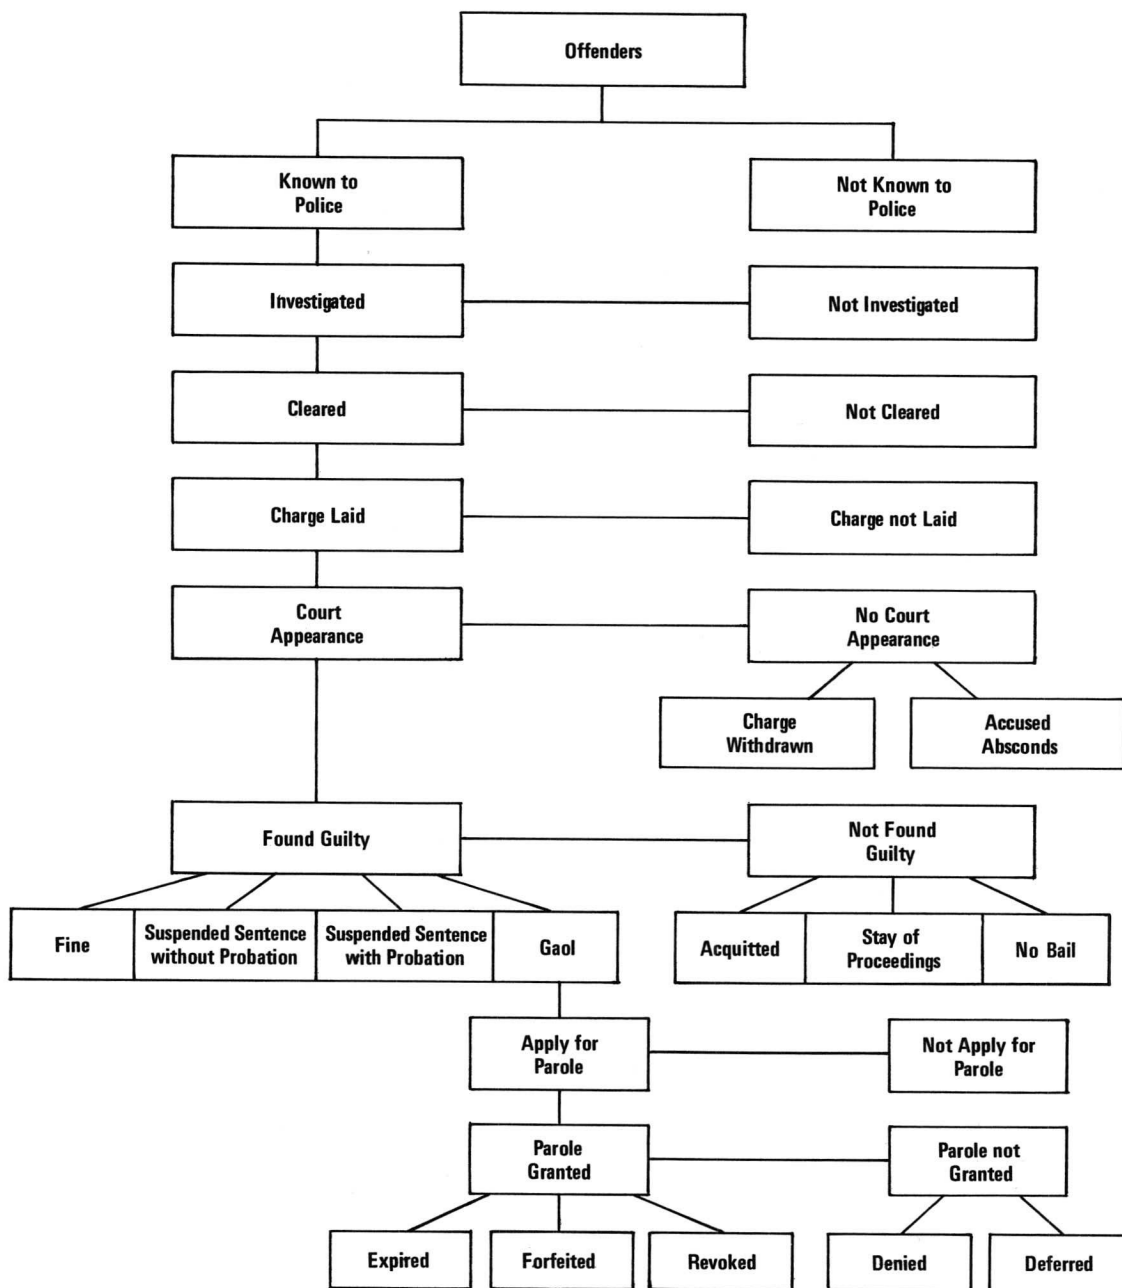 Offenders
Known to
Police
Not Known to
Police
Investigated
Not Investigated
Cleared
Not Cleared
Charge Laid
Charge not Laid
Court
Appearance
No Court
Appearance
Charge
Withdrawn
Accused
Absconds
Found Guilty
Not Found
Guilty
Fine
Suspended Sentence
without Probation
Suspended Sentence
with Probation
Gaol
Acquitted
Stay of
Proceedings
No Bail
Apply for
Parole
Not Apply for
Parole
Parole
Granted
Parole not
Granted
Expired
Forfeited
Revoked
Denied
Deferred